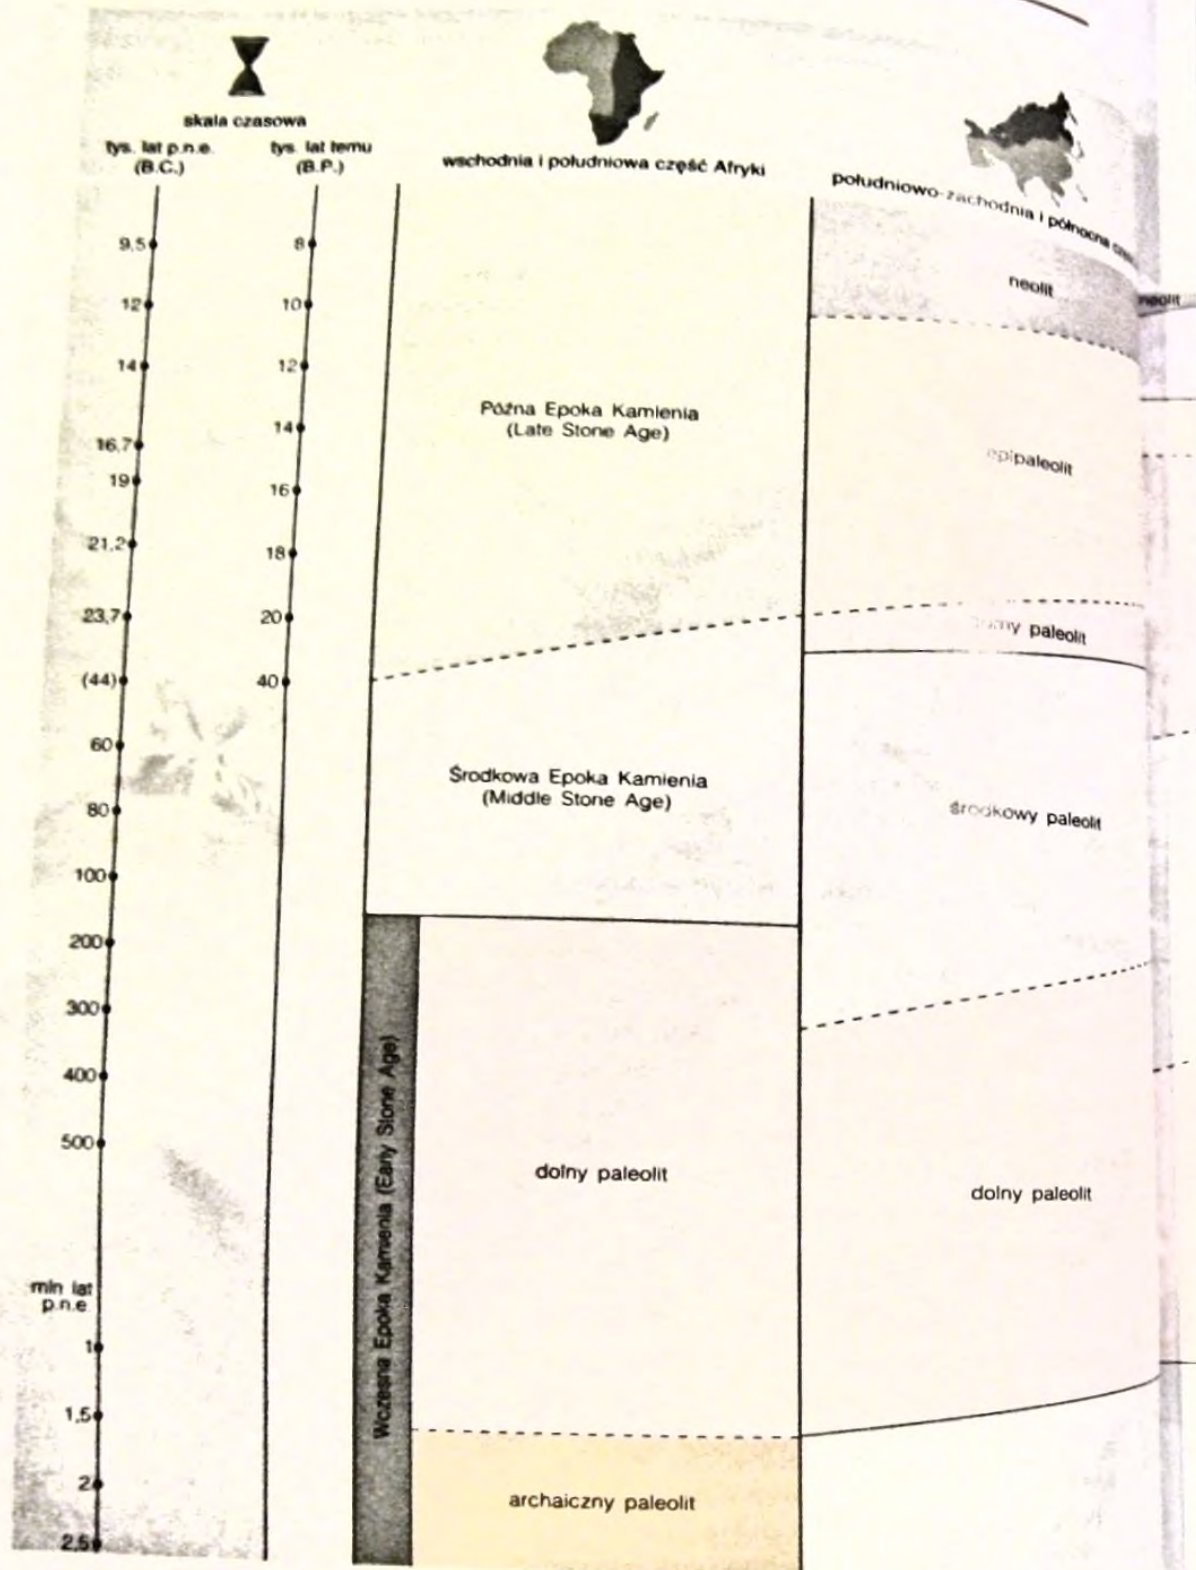 skala czasowa
tys. lat p.n.e.
(B.C.)
tys. lat temu
(B.P.)
wschodnia i południowa część Afryki
południowo-zachodnia i północna
9,5
12
14
16,7
19
21,2
23,7
(44)
60
80
100
200
300
400
500
mln lat
p.n.e
1
1,5
2
2,5
8
10
12
14
16
18
20
40
Późna Epoka Kamienia
(Late Stone Age)
Środkowa Epoka Kamienia
(Middle Stone Age)
Wczesna Epoka Kamienia (Early Stone Age)
dolny paleolit
archaiczny paleolit
neolit
epipaleolit
paleolit
środkowy paleolit
dolny paleolit
neolit